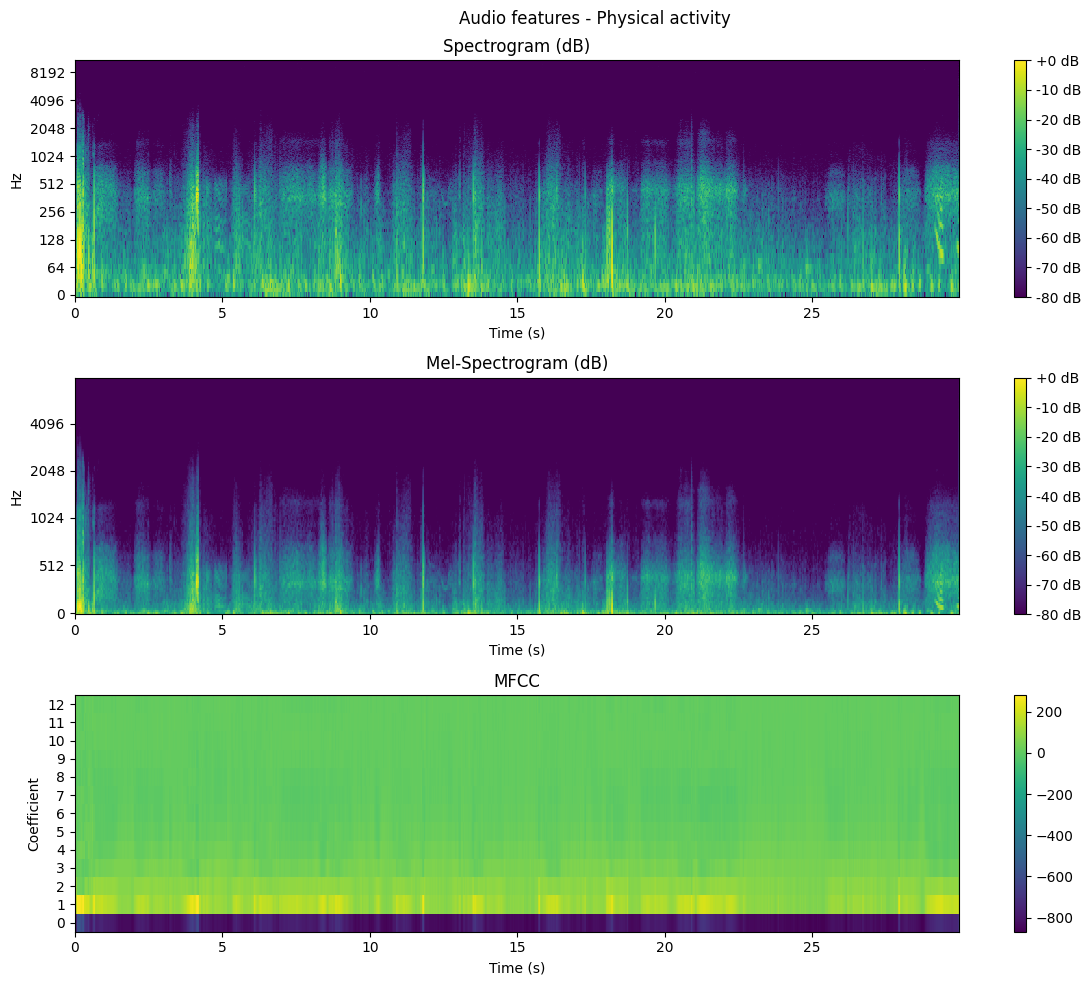 Audio features - Physical activity
Spectrogram (dB)
8192
4096
2048
1024
512
256
128
64
0
Hz
0 5 10 15 20 25
Time (s)
+0 dB
-10 dB
-20 dB
-30 dB
-40 dB
-50 dB
-60 dB
-70 dB
-80 dB
Mel-Spectrogram (dB)
4096
2048
1024
512
0
Hz
0 5 10 15 20 25
Time (s)
+0 dB
-10 dB
-20 dB
-30 dB
-40 dB
-50 dB
-60 dB
-70 dB
-80 dB
MFCC
12
11
10
9
8
7
6
5
4
3
2
1
0
Coefficient
0 5 10 15 20 25
Time (s)
200
0
−200
−400
−600
−800